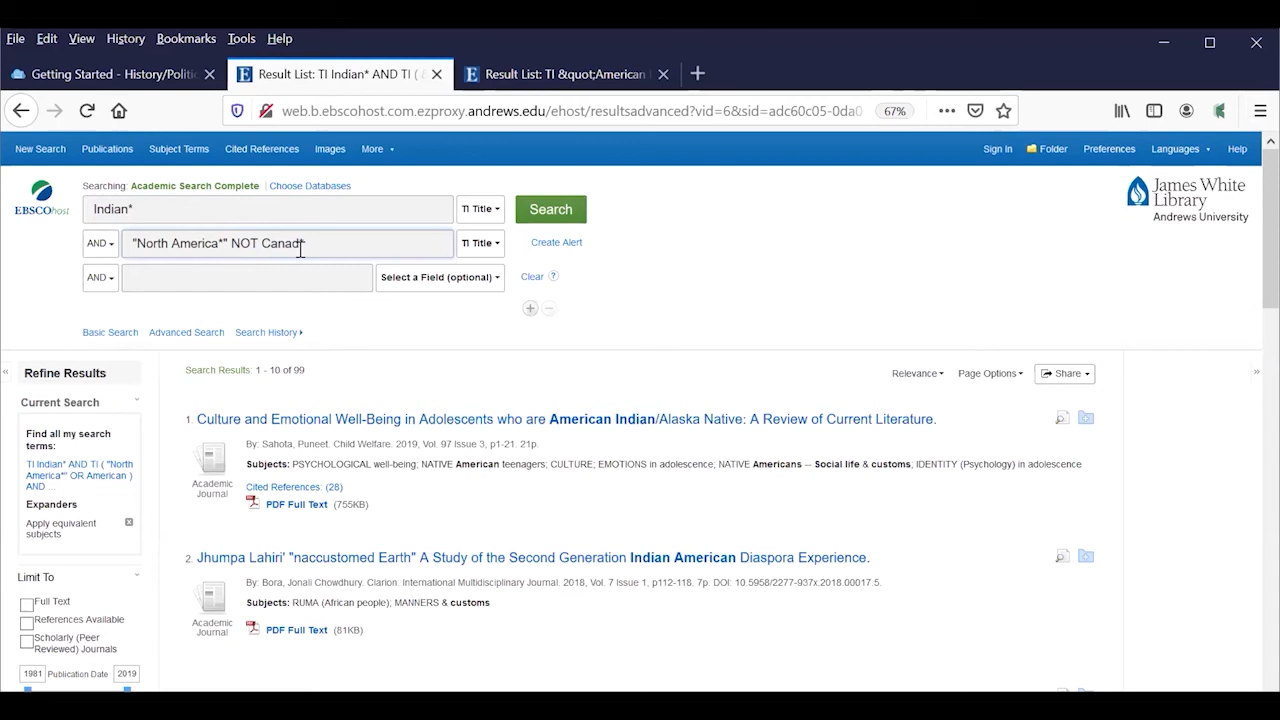 File Edit View History Bookmarks Tools Help
Getting Started - History/Politi
Result List: TI Indian* AND TI ( &
Result List: TI &quot;American
web.b.ebscohost.com.ezproxy.andrews.edu/ehost/resultsadvanced?vid=6&sid=adc60c05-0da0
67%
New Search Publications Subject Terms Cited References Images More Sign In Folder Preferences Languages Help
Searching: Academic Search Complete | Choose Databases
EBSCOhost
Indian*
TI Title
Search
AND
"North America*" NOT Canad*
TI Title
Create Alert
AND
Select a Field (optional)
Clear ?
James White
Library
Andrews University
Basic Search Advanced Search Search History
Refine Results
Current Search
Find all my search
terms:
TI Indian* AND TI ( "North
America*" OR American )
AND ...
Expanders
Apply equivalent
subjects
Limit To
Full Text
References Available
Scholarly (Peer
Reviewed) Journals
1981 Publication Date 2019
Search Results: 1 - 10 of 99
Relevance Page Options Share
1. Culture and Emotional Well-Being in Adolescents who are American Indian/Alaska Native: A Review of Current Literature.
By: Sahota, Puneet. Child Welfare. 2019, Vol. 97 Issue 3, p1-21. 21p.
Subjects: PSYCHOLOGICAL well-being; NATIVE American teenagers; CULTURE; EMOTIONS in adolescence; NATIVE Americans -- Social life & customs; IDENTITY (Psychology) in adolescence
Academic
Journal
Cited References: (28)
PDF Full Text (755KB)
2. Jhumpa Lahiri' "naccustomed Earth" A Study of the Second Generation Indian American Diaspora Experience.
By: Bora, Jonali Chowdhury. Clarion: International Multidisciplinary Journal. 2018, Vol. 7 Issue 1, p112-118. 7p. DOI: 10.5958/2277-937x.2018.00017.5.
Subjects: RUMA (African people); MANNERS & customs
Academic
Journal
PDF Full Text (81KB)